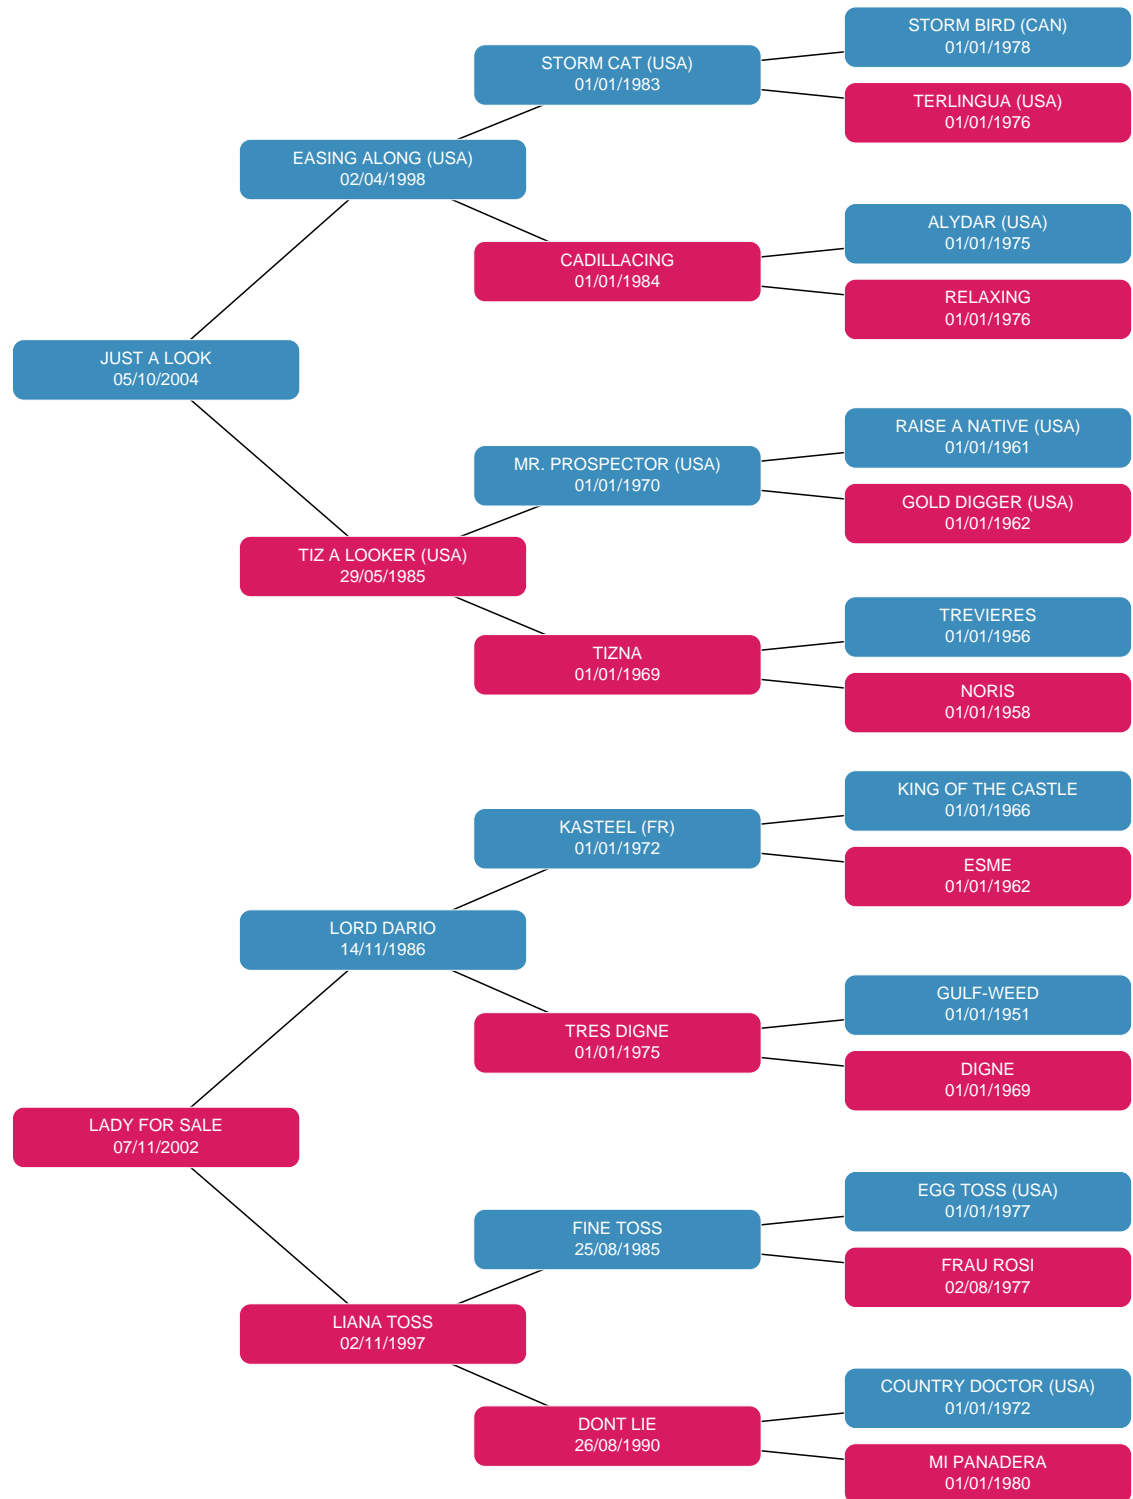 STORM BIRD (CAN)
01/01/1978
STORM CAT (USA)
01/01/1983
TERLINGUA (USA)
01/01/1976
EASING ALONG (USA)
02/04/1998
ALYDAR (USA)
01/01/1975
CADILLACING
01/01/1984
RELAXING
01/01/1976
JUST A LOOK
05/10/2004
RAISE A NATIVE (USA)
01/01/1961
MR. PROSPECTOR (USA)
01/01/1970
GOLD DIGGER (USA)
01/01/1962
TIZ A LOOKER (USA)
29/05/1985
TREVIERES
01/01/1956
TIZNA
01/01/1969
NORIS
01/01/1958
KING OF THE CASTLE
01/01/1966
KASTEEL (FR)
01/01/1972
ESME
01/01/1962
LORD DARIO
14/11/1986
GULF-WEED
01/01/1951
TRES DIGNE
01/01/1975
DIGNE
01/01/1969
LADY FOR SALE
07/11/2002
EGG TOSS (USA)
01/01/1977
FINE TOSS
25/08/1985
FRAU ROSI
02/08/1977
LIANA TOSS
02/11/1997
COUNTRY DOCTOR (USA)
01/01/1972
DONT LIE
26/08/1990
MI PANADERA
01/01/1980